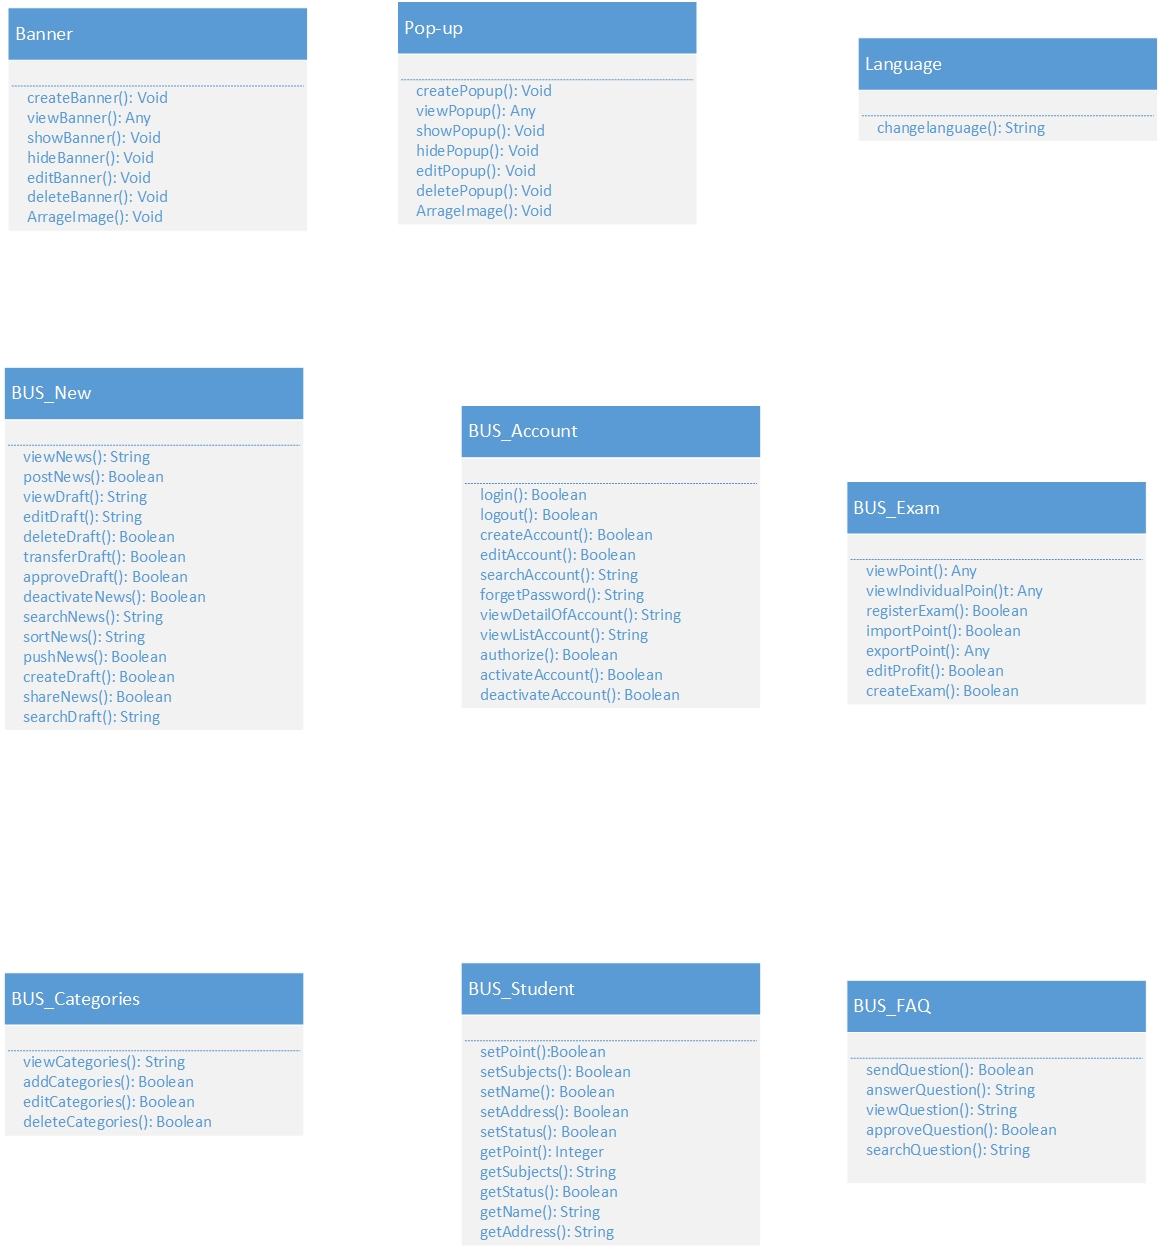 Banner
createBanner(): Void
viewBanner(): Any
showBanner(): Void
hideBanner(): Void
editBanner(): Void
deleteBanner(): Void
ArrageImage(): Void
Pop-up
createPopup(): Void
viewPopup(): Any
showPopup(): Void
hidePopup(): Void
editPopup(): Void
deletePopup(): Void
ArrageImage(): Void
Language
changelanguage(): String
BUS_New
viewNews(): String
postNews(): Boolean
viewDraft(): String
editDraft(): String
deleteDraft(): Boolean
transferDraft(): Boolean
approveDraft(): Boolean
deactivateNews(): Boolean
searchNews(): String
sortNews(): String
pushNews(): Boolean
createDraft(): Boolean
shareNews(): Boolean
searchDraft(): String
BUS_Account
login(): Boolean
logout(): Boolean
createAccount(): Boolean
editAccount(): Boolean
searchAccount(): String
forgetPassword(): String
viewDetailOfAccount(): String
viewListAccount(): String
authorize(): Boolean
activateAccount(): Boolean
deactivateAccount(): Boolean
BUS_Exam
viewPoint(): Any
viewIndividualPoin()t: Any
registerExam(): Boolean
importPoint(): Boolean
exportPoint(): Any
editProfit(): Boolean
createExam(): Boolean
BUS_Categories
viewCategories(): String
addCategories(): Boolean
editCategories(): Boolean
deleteCategories(): Boolean
BUS_Student
setPoint():Boolean
setSubjects(): Boolean
setName(): Boolean
setAddress(): Boolean
setStatus(): Boolean
getPoint(): Integer
getSubjects(): String
getStatus(): Boolean
getName(): String
getAddress(): String
BUS_FAQ
sendQuestion(): Boolean
answerQuestion(): String
viewQuestion(): String
approveQuestion(): Boolean
searchQuestion(): String